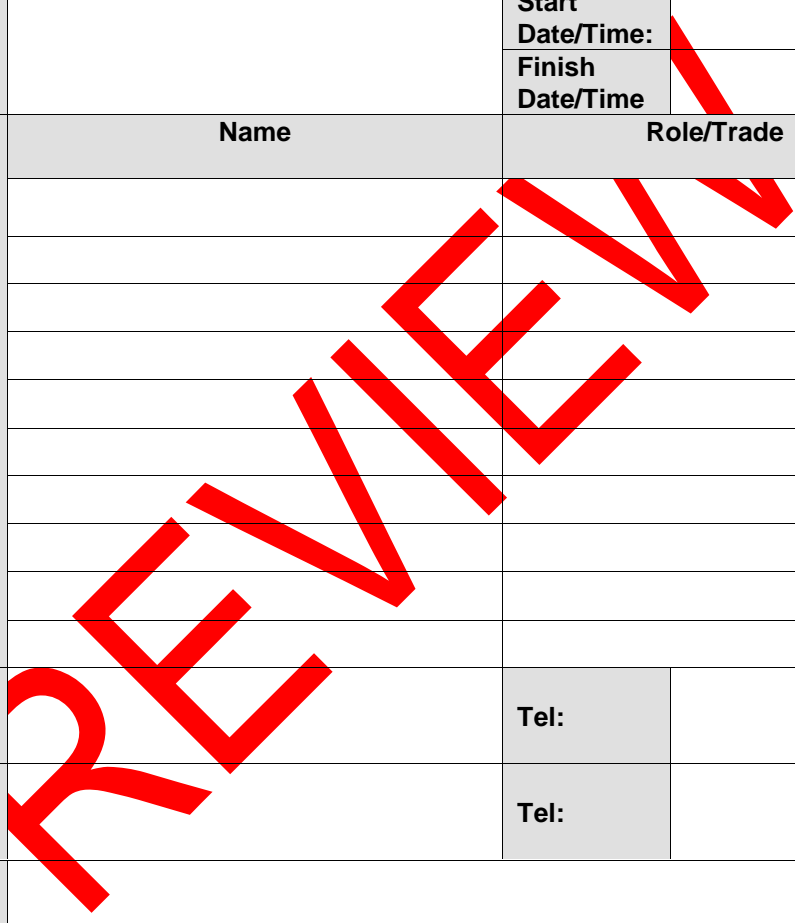 Start
Date/Time:
Finish
Date/Time
Name Role/Trade
REVIEW
Tel:
Tel: